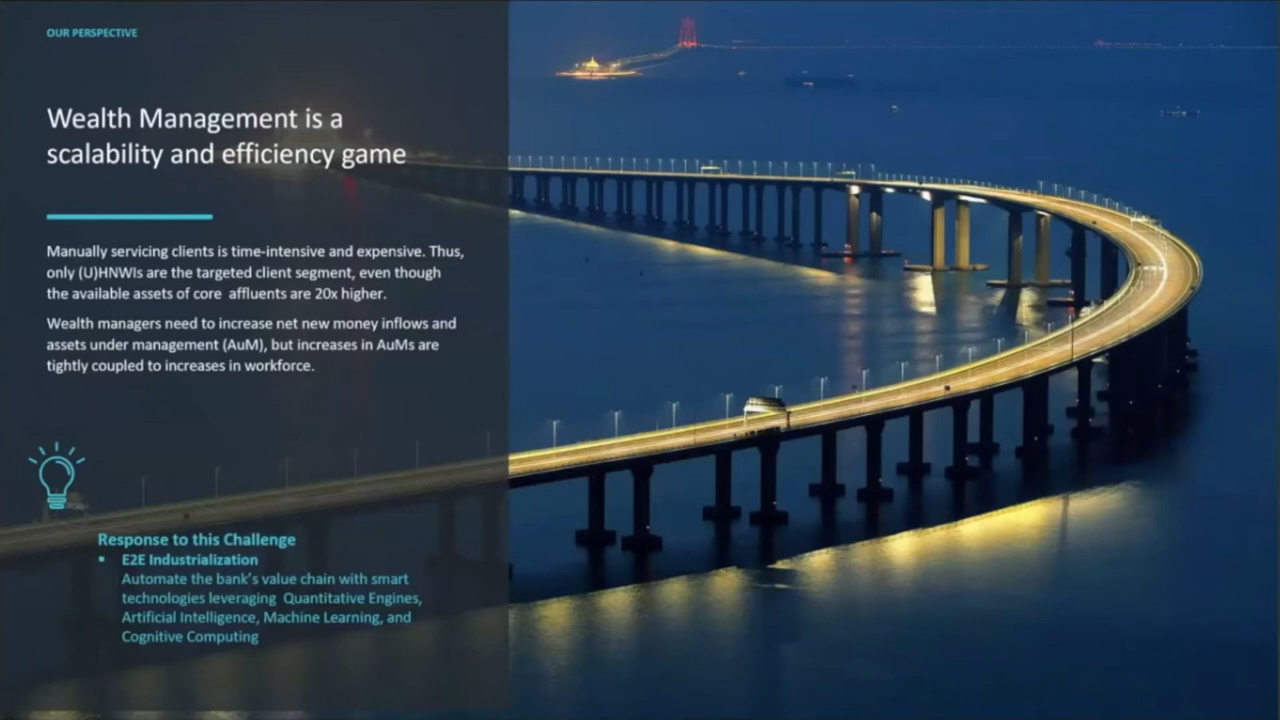 OUR PERSPECTIVE
Wealth Management is a
scalability and efficiency game
Manually servicing clients is time-intensive and expensive. Thus,
only (U)HNWIs are the targeted client segment, even though
the available assets of core affluents are 20x higher.
Wealth managers need to increase net new money inflows and
assets under management (AuM), but increases in AuMs are
tightly coupled to increases in workforce.
Response to this Challenge
▪ E2E Industrialization
Automate the bank's value chain with smart
technologies leveraging Quantitative Engines,
Artificial Intelligence, Machine Learning, and
Cognitive Computing